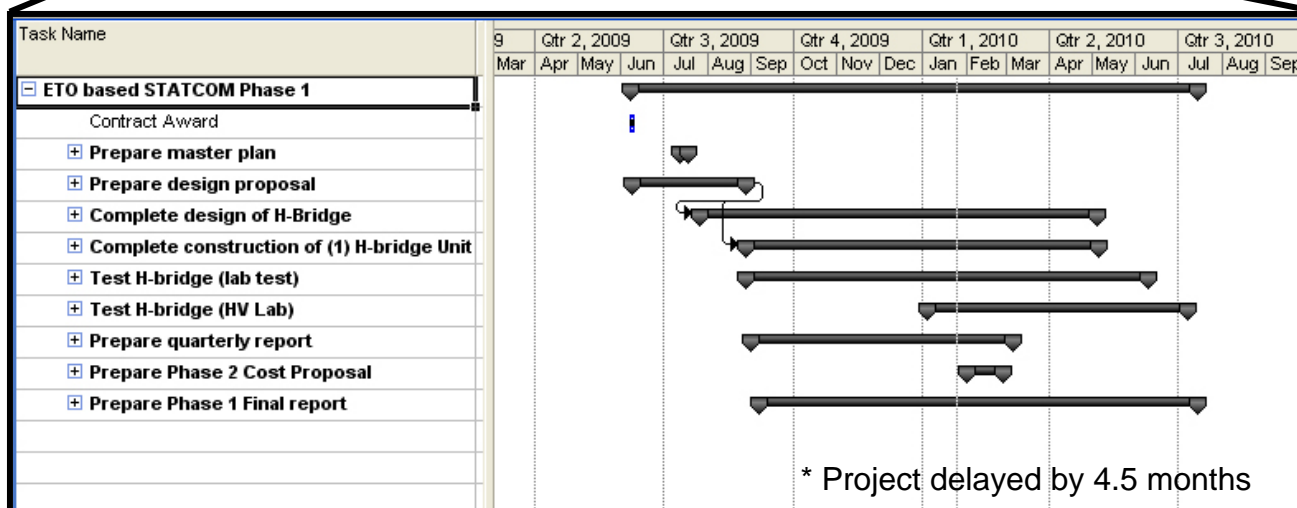 Task Name
9 Qtr 2, 2009 Qtr 3, 2009 Qtr 4, 2009 Qtr 1, 2010 Qtr 2, 2010 Qtr 3, 2010
Mar Apr May Jun Jul Aug Sep Oct Nov Dec Jan Feb Mar Apr May Jun Jul Aug Sep
ETO based STATCOM Phase 1
Contract Award
Prepare master plan
Prepare design proposal
Complete design of H-Bridge
Complete construction of (1) H-bridge Unit
Test H-bridge (lab test)
Test H-bridge (HV Lab)
Prepare quarterly report
Prepare Phase 2 Cost Proposal
Prepare Phase 1 Final report
* Project delayed by 4.5 months